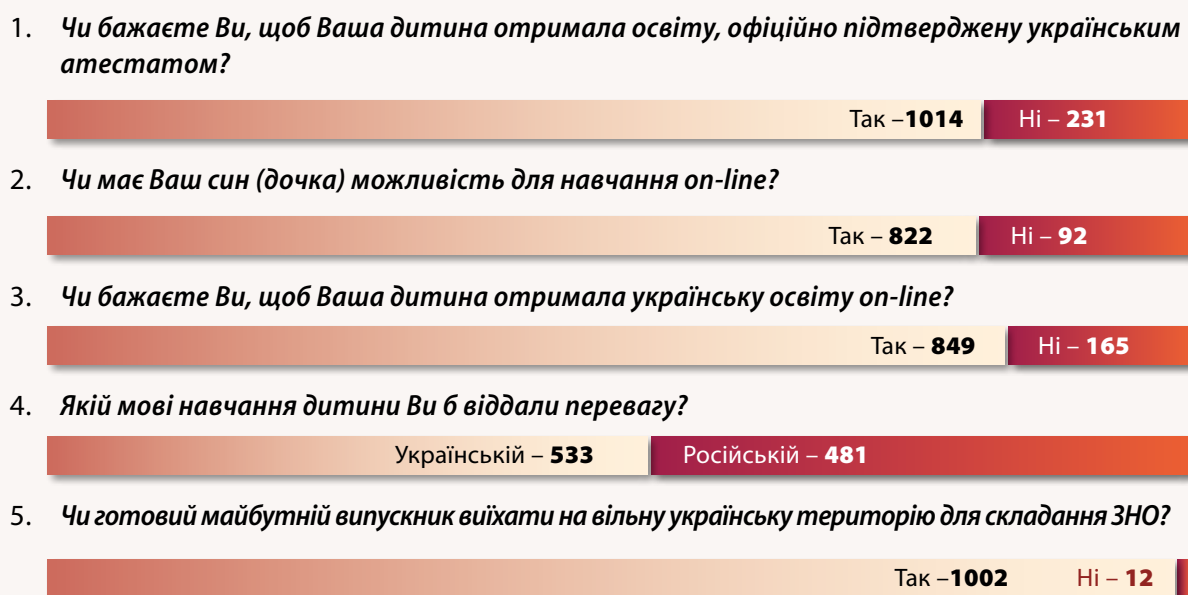 1. Чи бажаєте Ви, щоб Ваша дитина отримала освіту, офіційно підтверджену українським
атестатом?
Так –1014 Ні – 231
2. Чи має Ваш син (дочка) можливість для навчання on-line?
Так – 822 Ні – 92
3. Чи бажаєте Ви, щоб Ваша дитина отримала українську освіту on-line?
Так – 849 Ні – 165
4. Якій мові навчання дитини Ви б віддали перевагу?
Українській – 533 Російській – 481
5. Чи готовий майбутній випускник виїхати на вільну українську територію для складання ЗНО?
Так –1002 Ні – 12